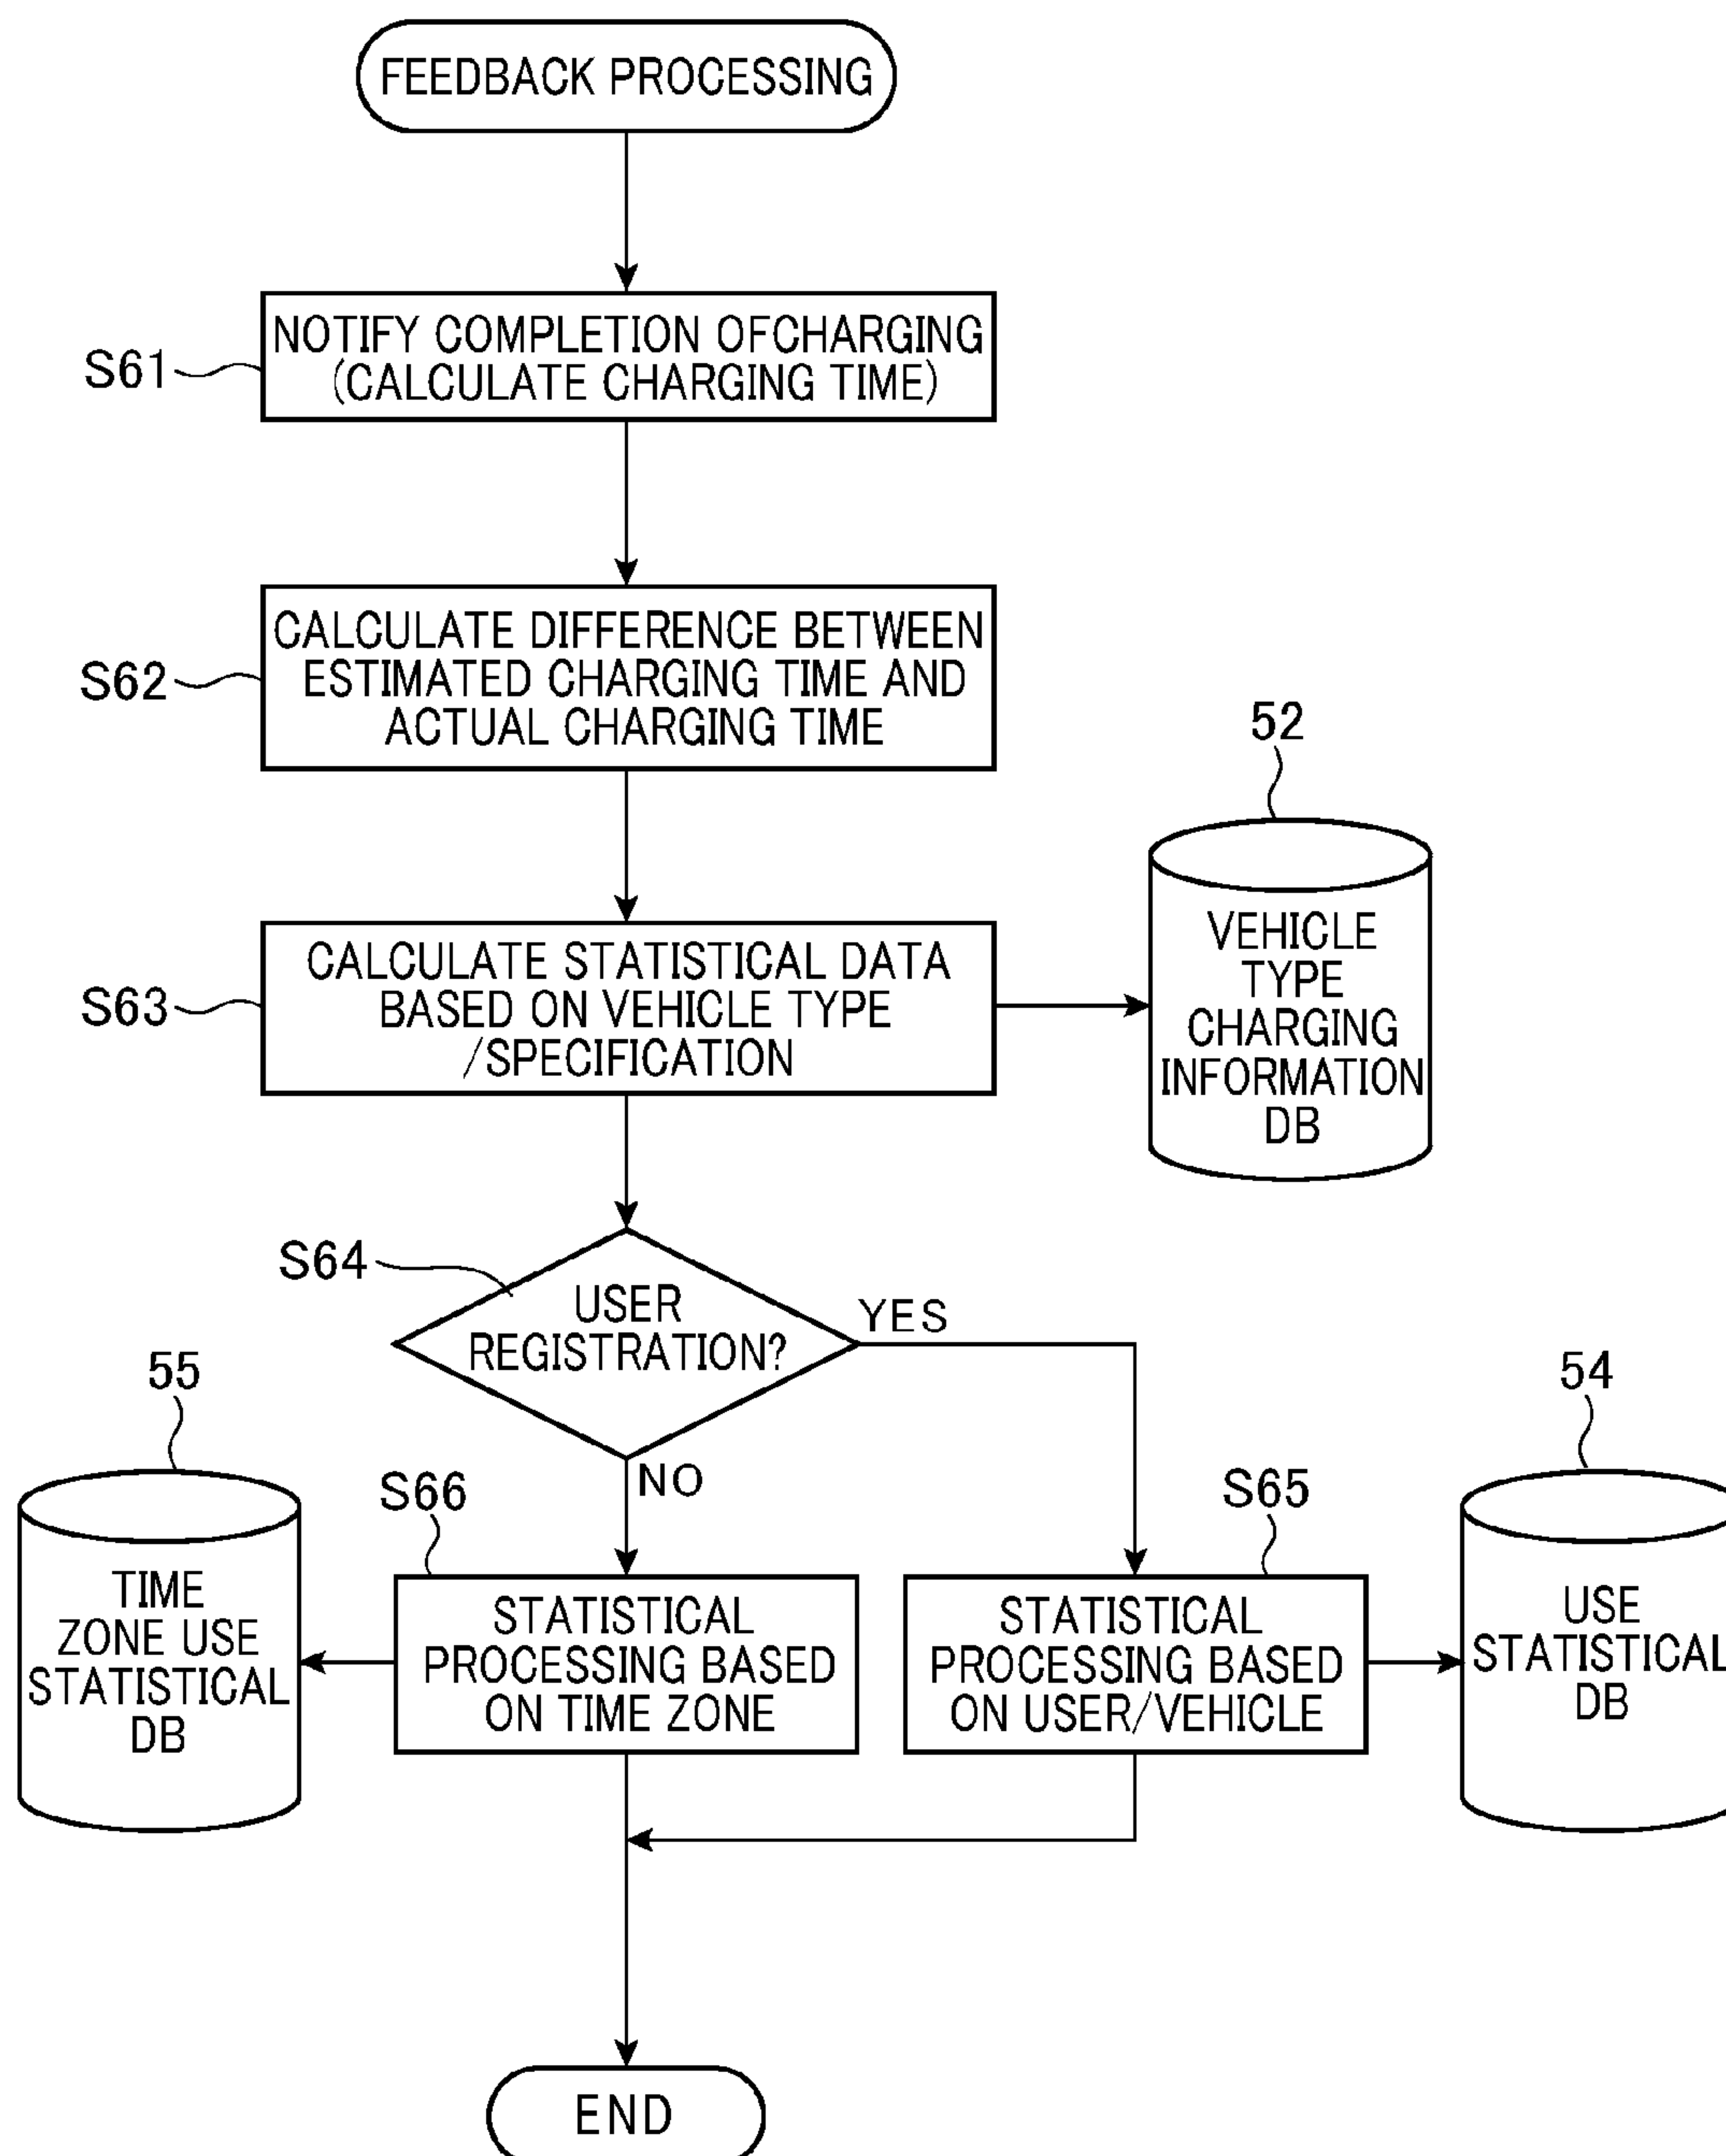 FEEDBACK PROCESSING
S61
NOTIFY COMPLETION OFCHARGING
(CALCULATE CHARGING TIME)
S62
CALCULATE DIFFERENCE BETWEEN
ESTIMATED CHARGING TIME AND
ACTUAL CHARGING TIME
52
S63
CALCULATE STATISTICAL DATA
BASED ON VEHICLE TYPE
/SPECIFICATION
VEHICLE
TYPE
CHARGING
INFORMATION
DB
S64
USER
REGISTRATION?
YES
NO
55
54
S66
S65
TIME
ZONE USE
STATISTICAL
DB
STATISTICAL
PROCESSING BASED
ON TIME ZONE
STATISTICAL
PROCESSING BASED
ON USER/VEHICLE
USE
STATISTICAL
DB
END